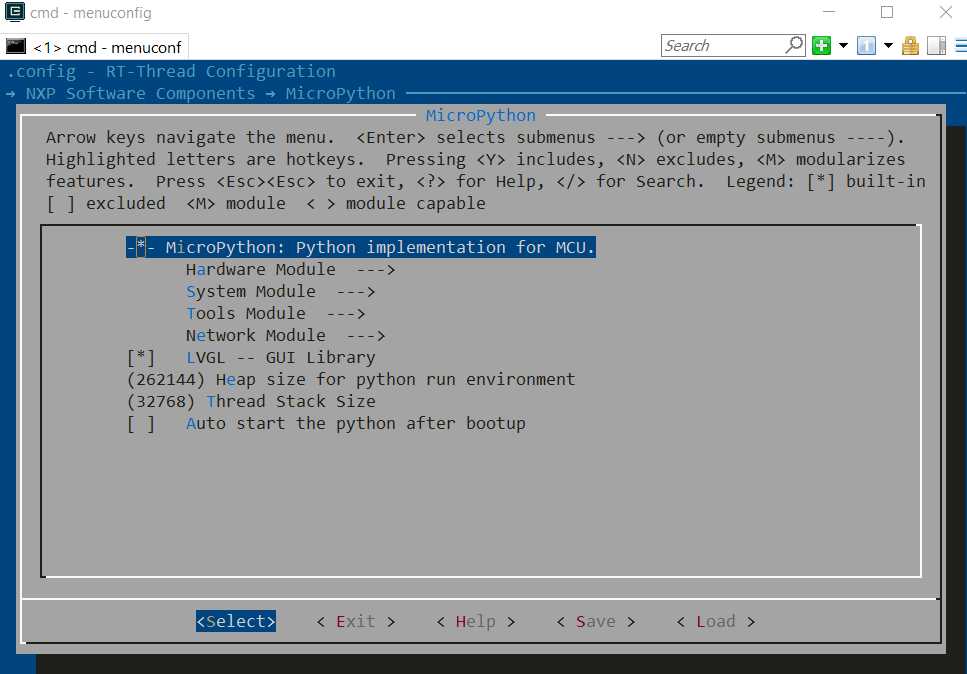 cmd - menuconfig
<1> cmd - menuconf
Search
.config - RT-Thread Configuration
→ NXP Software Components → MicroPython
MicroPython
Arrow keys navigate the menu.  <Enter> selects submenus ---> (or empty submenus ----).
Highlighted letters are hotkeys.  Pressing <Y> includes, <N> excludes, <M> modularizes
features.  Press <Esc><Esc> to exit, <?> for Help, </> for Search.  Legend: [*] built-in
[ ] excluded  <M> module  < > module capable
-*- MicroPython: Python implementation for MCU.
Hardware Module  --->
System Module  --->
Tools Module  --->
Network Module  --->
[*]   LVGL -- GUI Library
(262144) Heap size for python run environment
(32768) Thread Stack Size
[ ]   Auto start the python after bootup
<Select>    < Exit >    < Help >    < Save >    < Load >